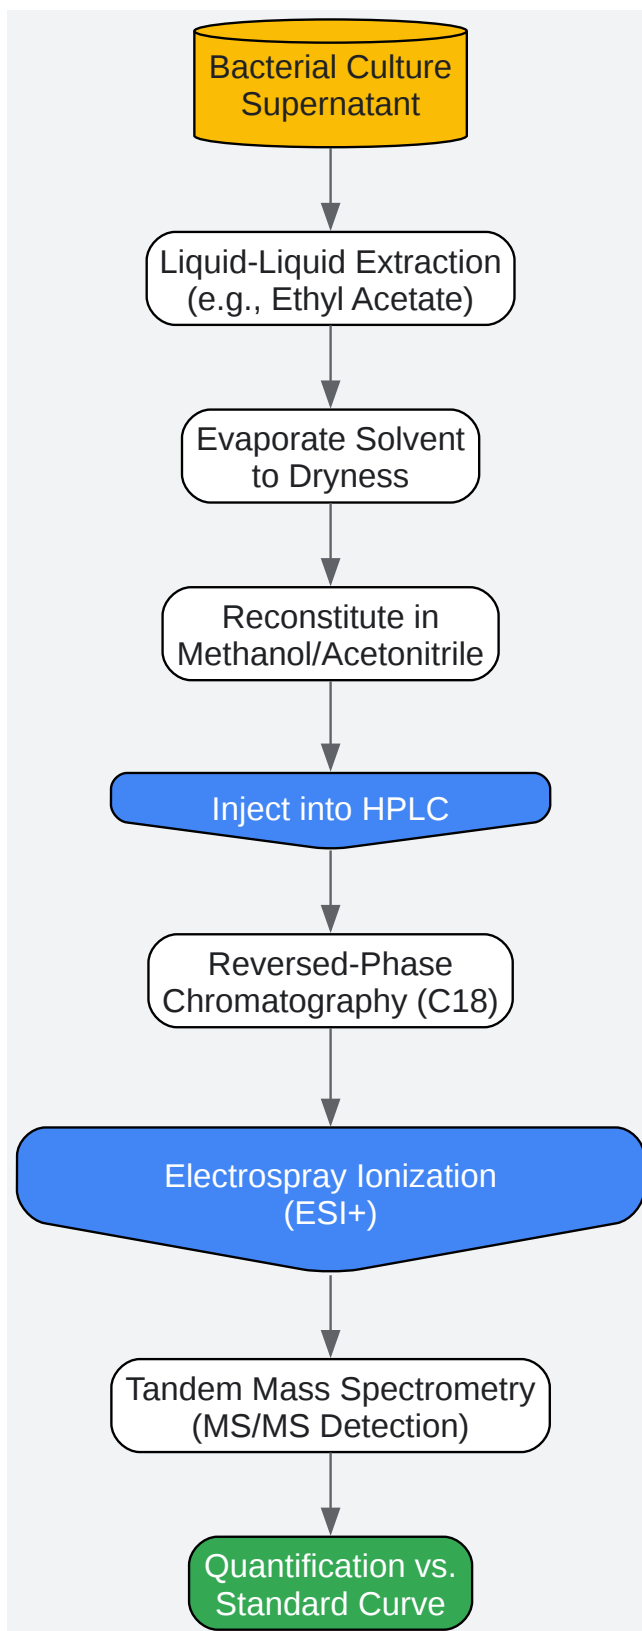 Bacterial Culture
Supernatant
Liquid-Liquid Extraction
(e.g., Ethyl Acetate)
Evaporate Solvent
to Dryness
Reconstitute in
Methanol/Acetonitrile
Inject into HPLC
Reversed-Phase
Chromatography (C18)
Electrospray Ionization
(ESI+)
Tandem Mass Spectrometry
(MS/MS Detection)
Quantification vs.
Standard Curve